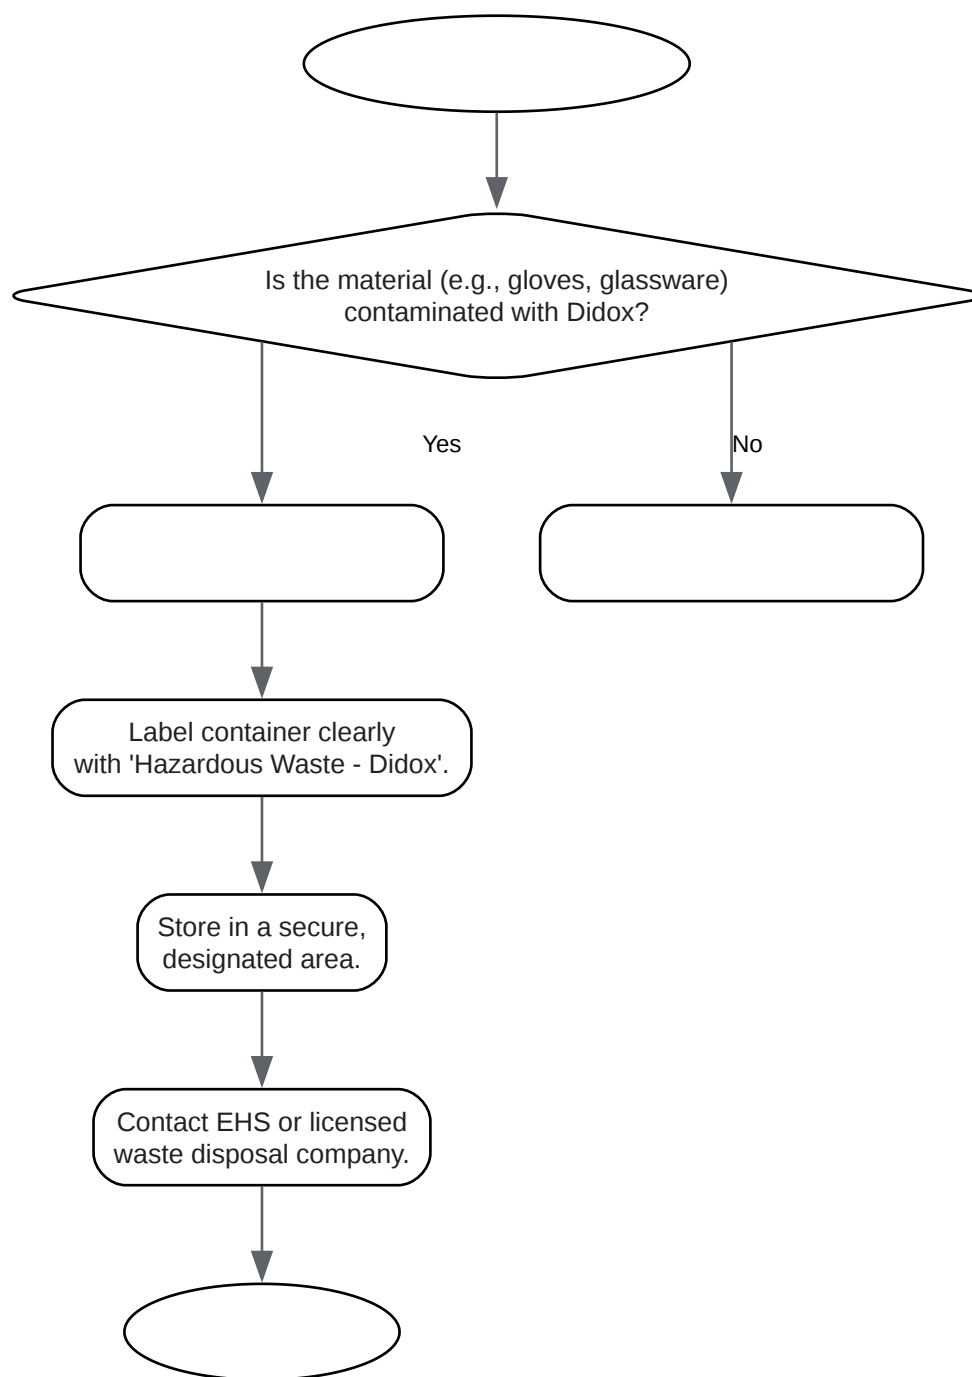 Is the material (e.g., gloves, glassware)
contaminated with Didox?
Yes
No
Label container clearly
with 'Hazardous Waste - Didox'.
Store in a secure,
designated area.
Contact EHS or licensed
waste disposal company.